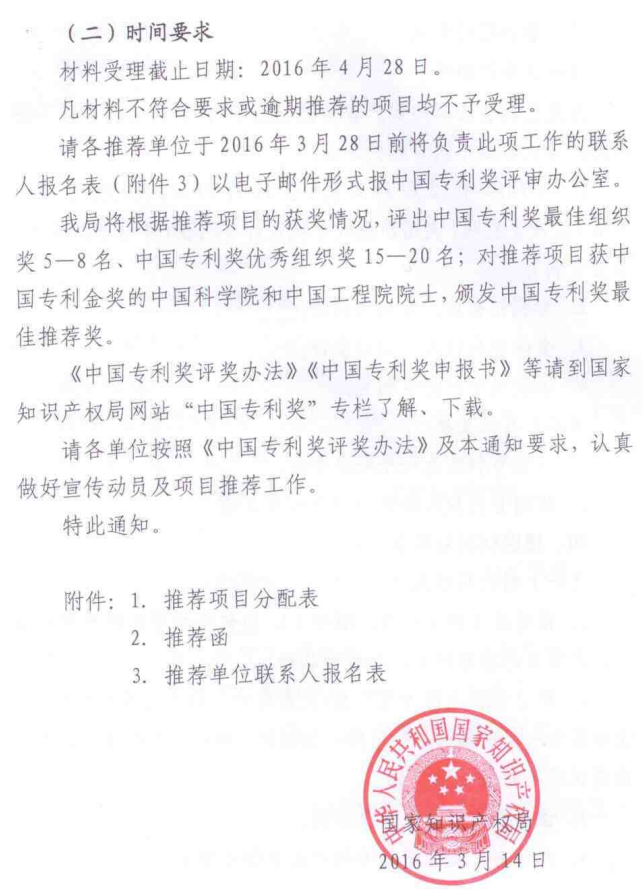 （二）时间要求
材料受理截止日期：2016年4月28日。
凡材料不符合要求或逾期推荐的项目均不予受理。
请各推荐单位于2016年3月28日前将负责此项工作的联系
人报名表（附件3）以电子邮件形式报中国专利奖评审办公室。
我局将根据推荐项目的获奖情况，评出中国专利奖最佳组织
奖5—8名、中国专利奖优秀组织奖15—20名；对推荐项目获中
国专利金奖的中国科学院和中国工程院院士，颁发中国专利奖最
佳推荐奖。
《中国专利奖评奖办法》《中国专利奖申报书》等请到国家
知识产权局网站“中国专利奖”专栏了解、下载。
请各单位按照《中国专利奖评奖办法》及本通知要求，认真
做好宣传动员及项目推荐工作。
特此通知。
附件：1. 推荐项目分配表
2. 推荐函
3. 推荐单位联系人报名表
中华人民共和国国家知识产权局
国家知识产权局
2016年3月14日